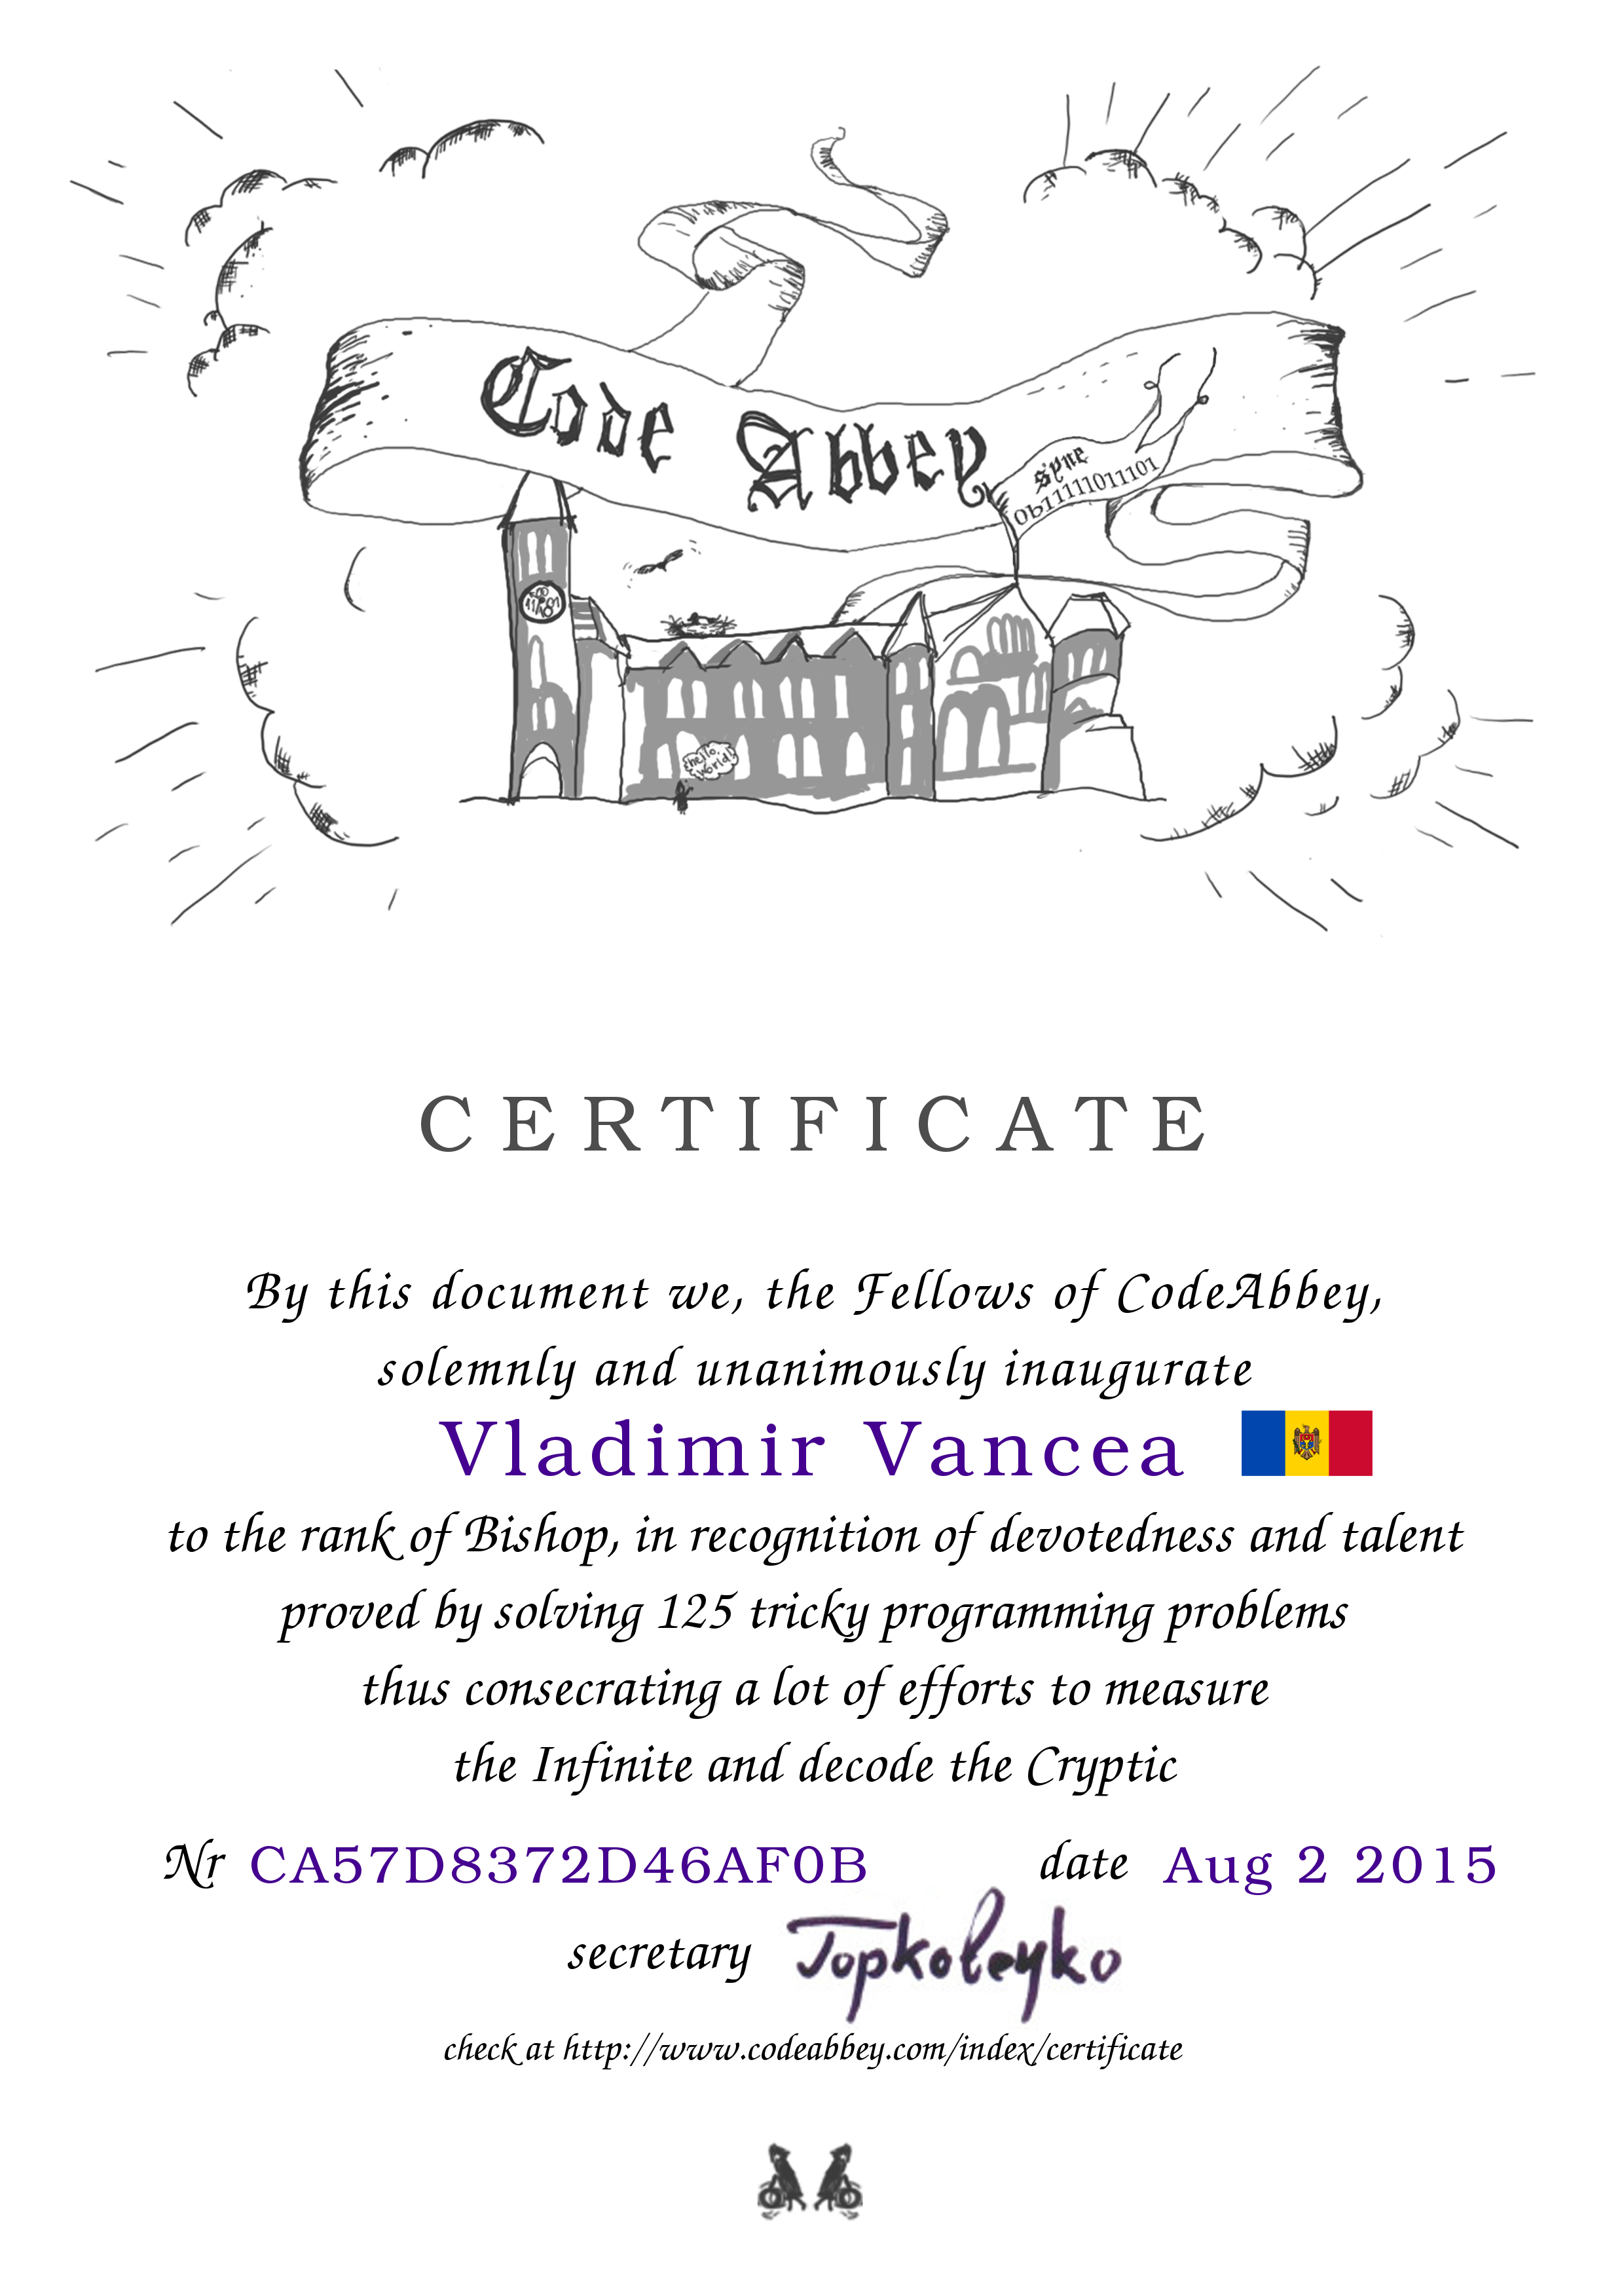 Code Abbey
syne
0b11111011101
hello,
world!
CERTIFICATE
By this document we, the Fellows of CodeAbbey,
solemnly and unanimously inaugurate
Vladimir Vancea
to the rank of Bishop, in recognition of devotedness and talent
proved by solving 125 tricky programming problems
thus consecrating a lot of efforts to measure
the Infinite and decode the Cryptic
Nr CA57D8372D46AF0B date Aug 2 2015
secretary
check at http://www.codeabbey.com/index/certificate